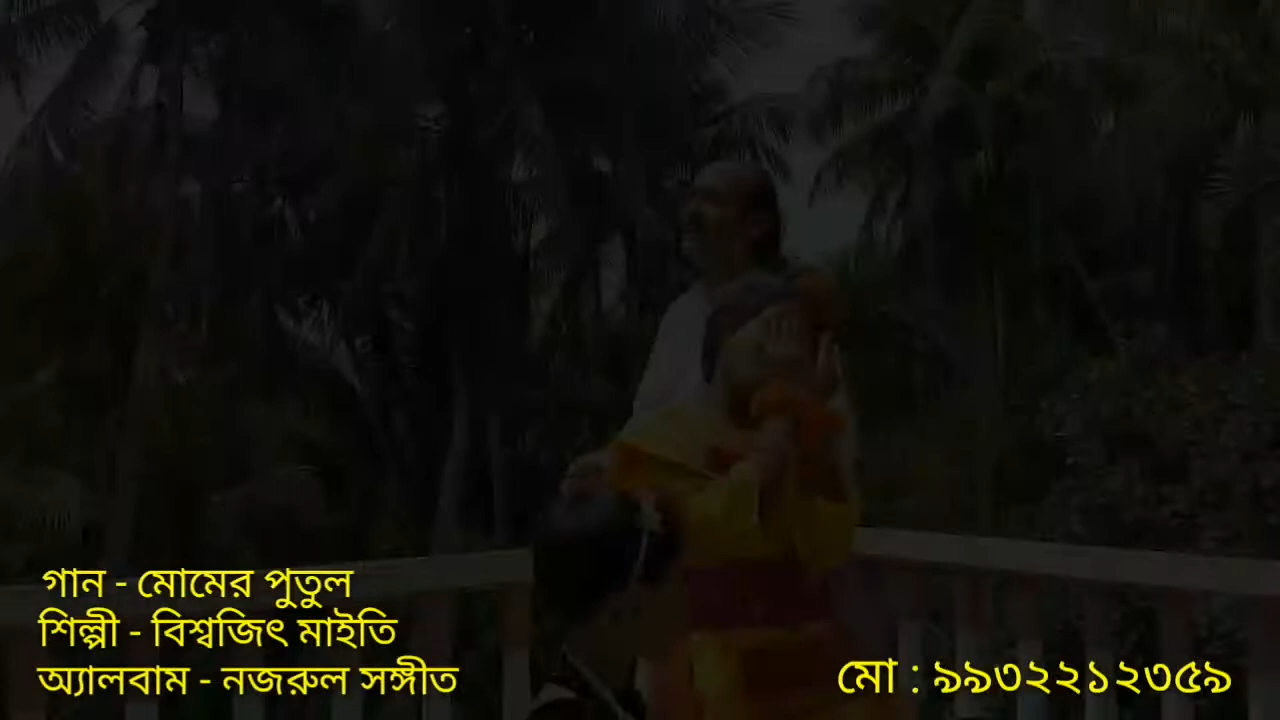 গান - মোমের পুতুল
শিল্পী - বিশ্বজিৎ মাইতি
অ্যালবাম - নজরুল সঙ্গীত
মো : ৯৯৩২২১২৩৫৯